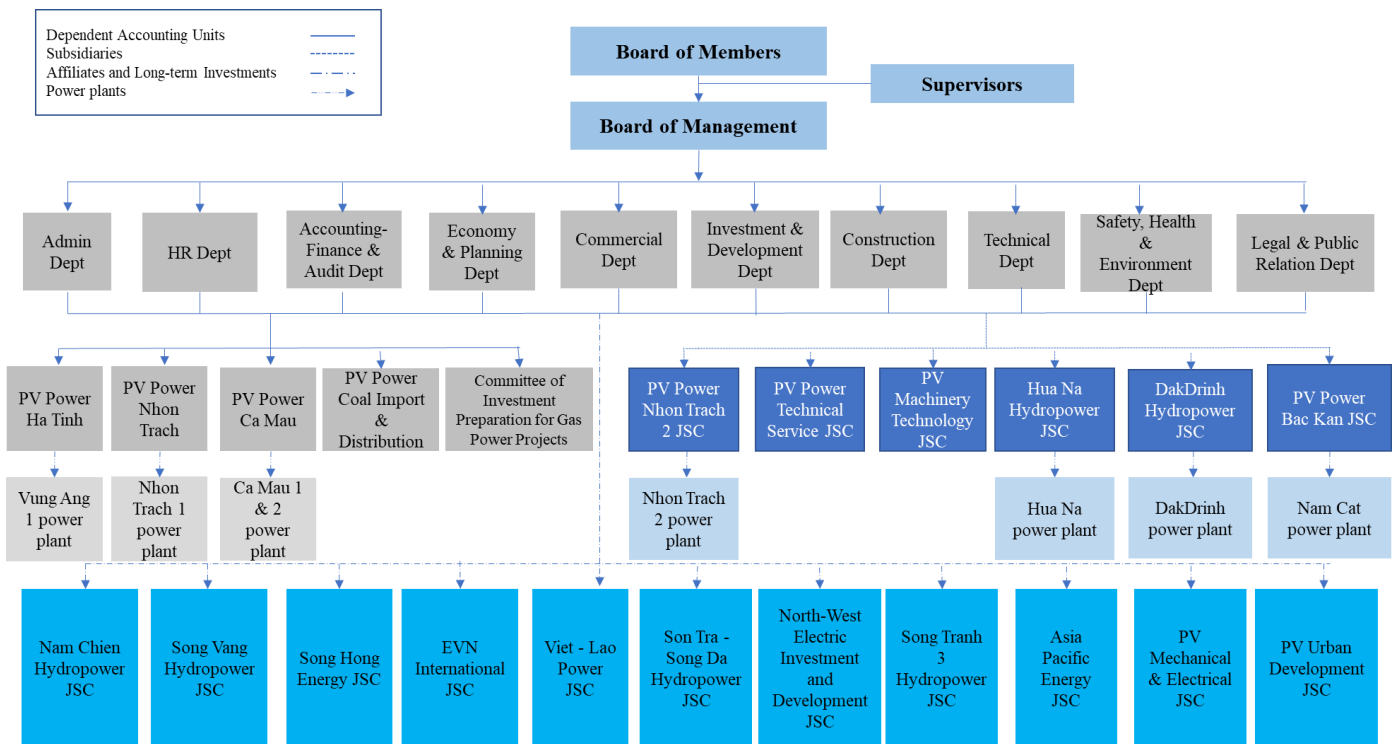 Dependent Accounting Units
Subsidiaries
Affiliates and Long-term Investments
Power plants
Board of Members
Supervisors
Board of Management
Admin
Dept
HR Dept
Accounting-
Finance &
Audit Dept
Economy
& Planning
Dept
Commercial
Dept
Investment &
Development
Dept
Construction
Dept
Technical
Dept
Safety, Health
&
Environment
Dept
Legal & Public
Relation Dept
PV Power
Ha Tinh
PV Power
Nhon
Trach
PV Power
Ca Mau
PV Power
Coal Import
&
Distribution
Committee of
Investment
Preparation for Gas
Power Projects
PV Power
Nhon Trach
2 JSC
PV Power
Technical
Service JSC
PV
Machinery
Technology
JSC
Hua Na
Hydropower
JSC
DakDrinh
Hydropower
JSC
PV Power
Bac Kan JSC
Vung Ang
1 power
plant
Nhon
Trach 1
power
plant
Ca Mau 1
& 2
power
plant
Nhon Trach
2 power
plant
Hua Na
power plant
DakDrinh
power plant
Nam Cat
power plant
Nam Chien
Hydropower
JSC
Song Vang
Hydropower
JSC
Song Hong
Energy JSC
EVN
International
JSC
Viet - Lao
Power
JSC
Son Tra -
Song Da
Hydropower
JSC
North-West
Electric
Investment
and
Development
JSC
Song Tranh
3
Hydropower
JSC
Asia
Pacific
Energy
JSC
PV
Mechanical
& Electrical
JSC
PV Urban
Development
JSC